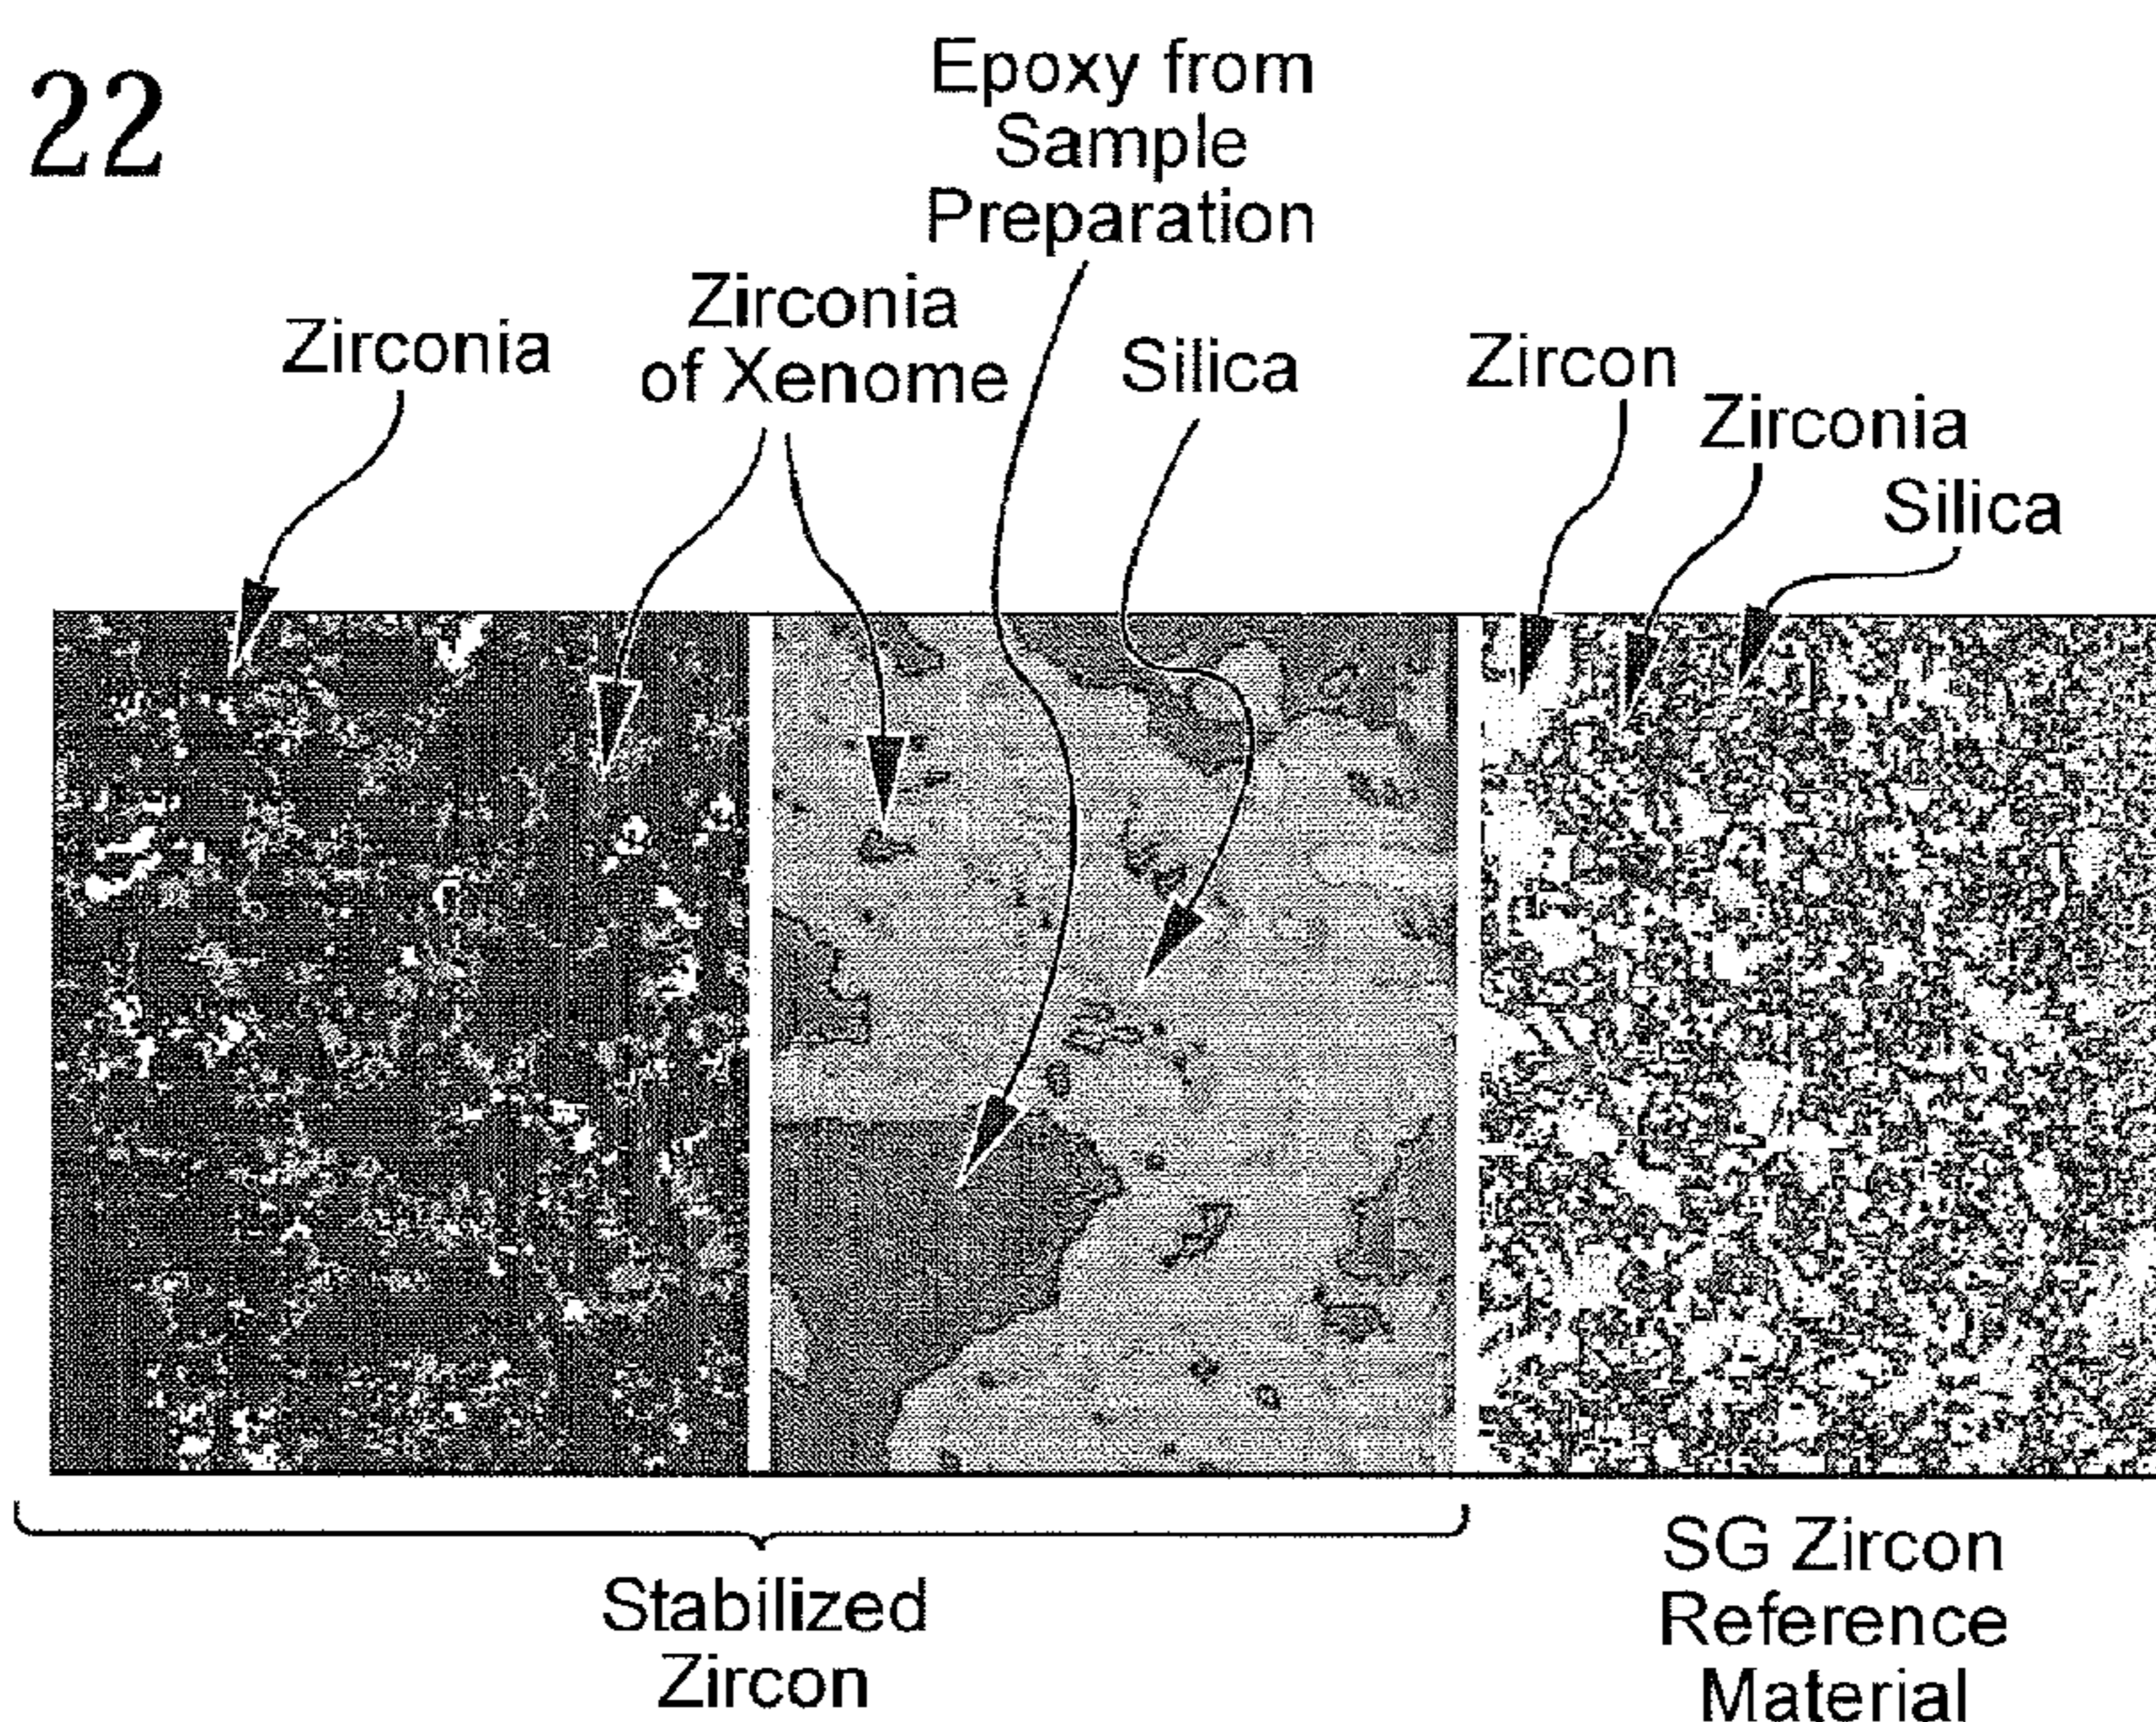 22
Epoxy from
Sample
Preparation
Zirconia
Zirconia
of Xenome
Silica
Zircon
Zirconia
Silica
Stabilized
Zircon
SG Zircon
Reference
Material